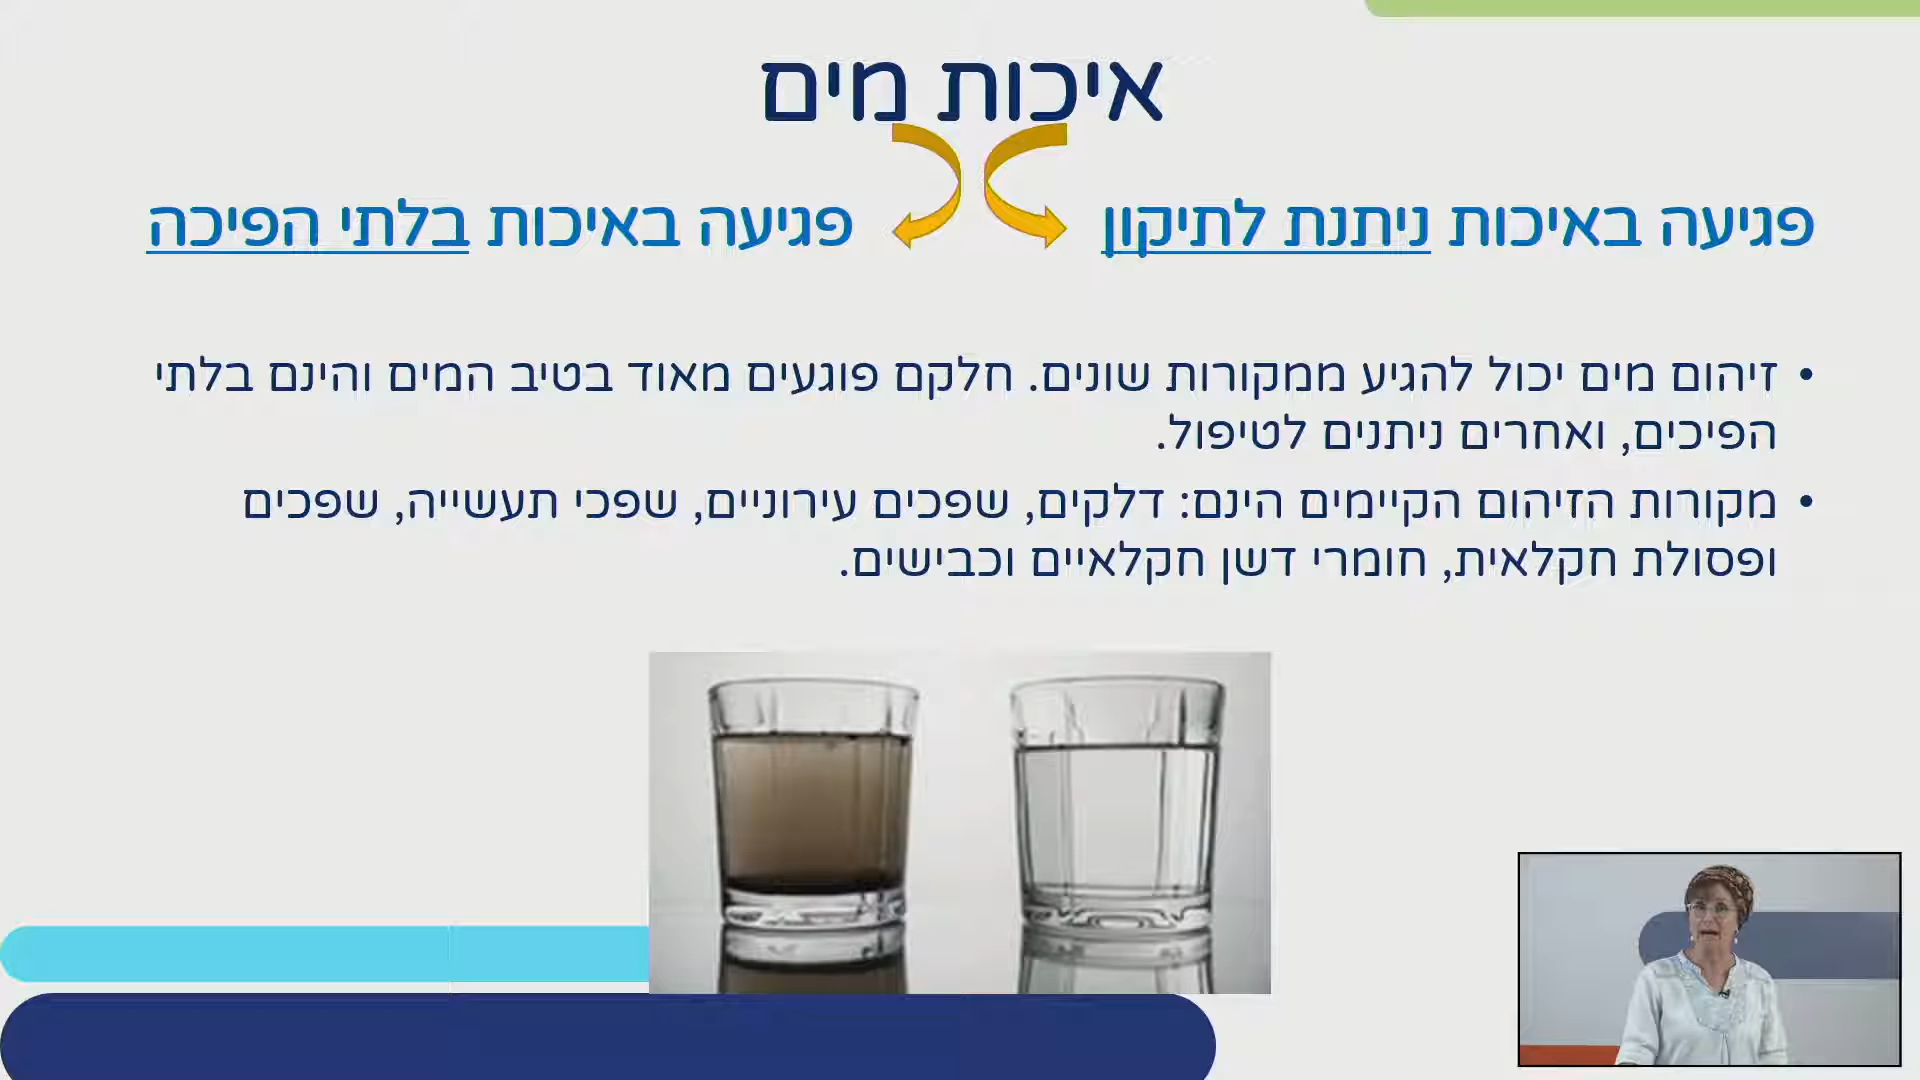 איכות מים
פגיעה באיכות ניתנת לתיקון
פגיעה באיכות בלתי הפיכה
• זיהום מים יכול להגיע ממקורות שונים. חלקם פוגעים מאוד בטיב המים והינם בלתי
הפיכים, ואחרים ניתנים לטיפול.
• מקורות הזיהום הקיימים הינם: דלקים, שפכים עירוניים, שפכי תעשייה, שפכים
ופסולת חקלאית, חומרי דשן חקלאיים וכבישים.